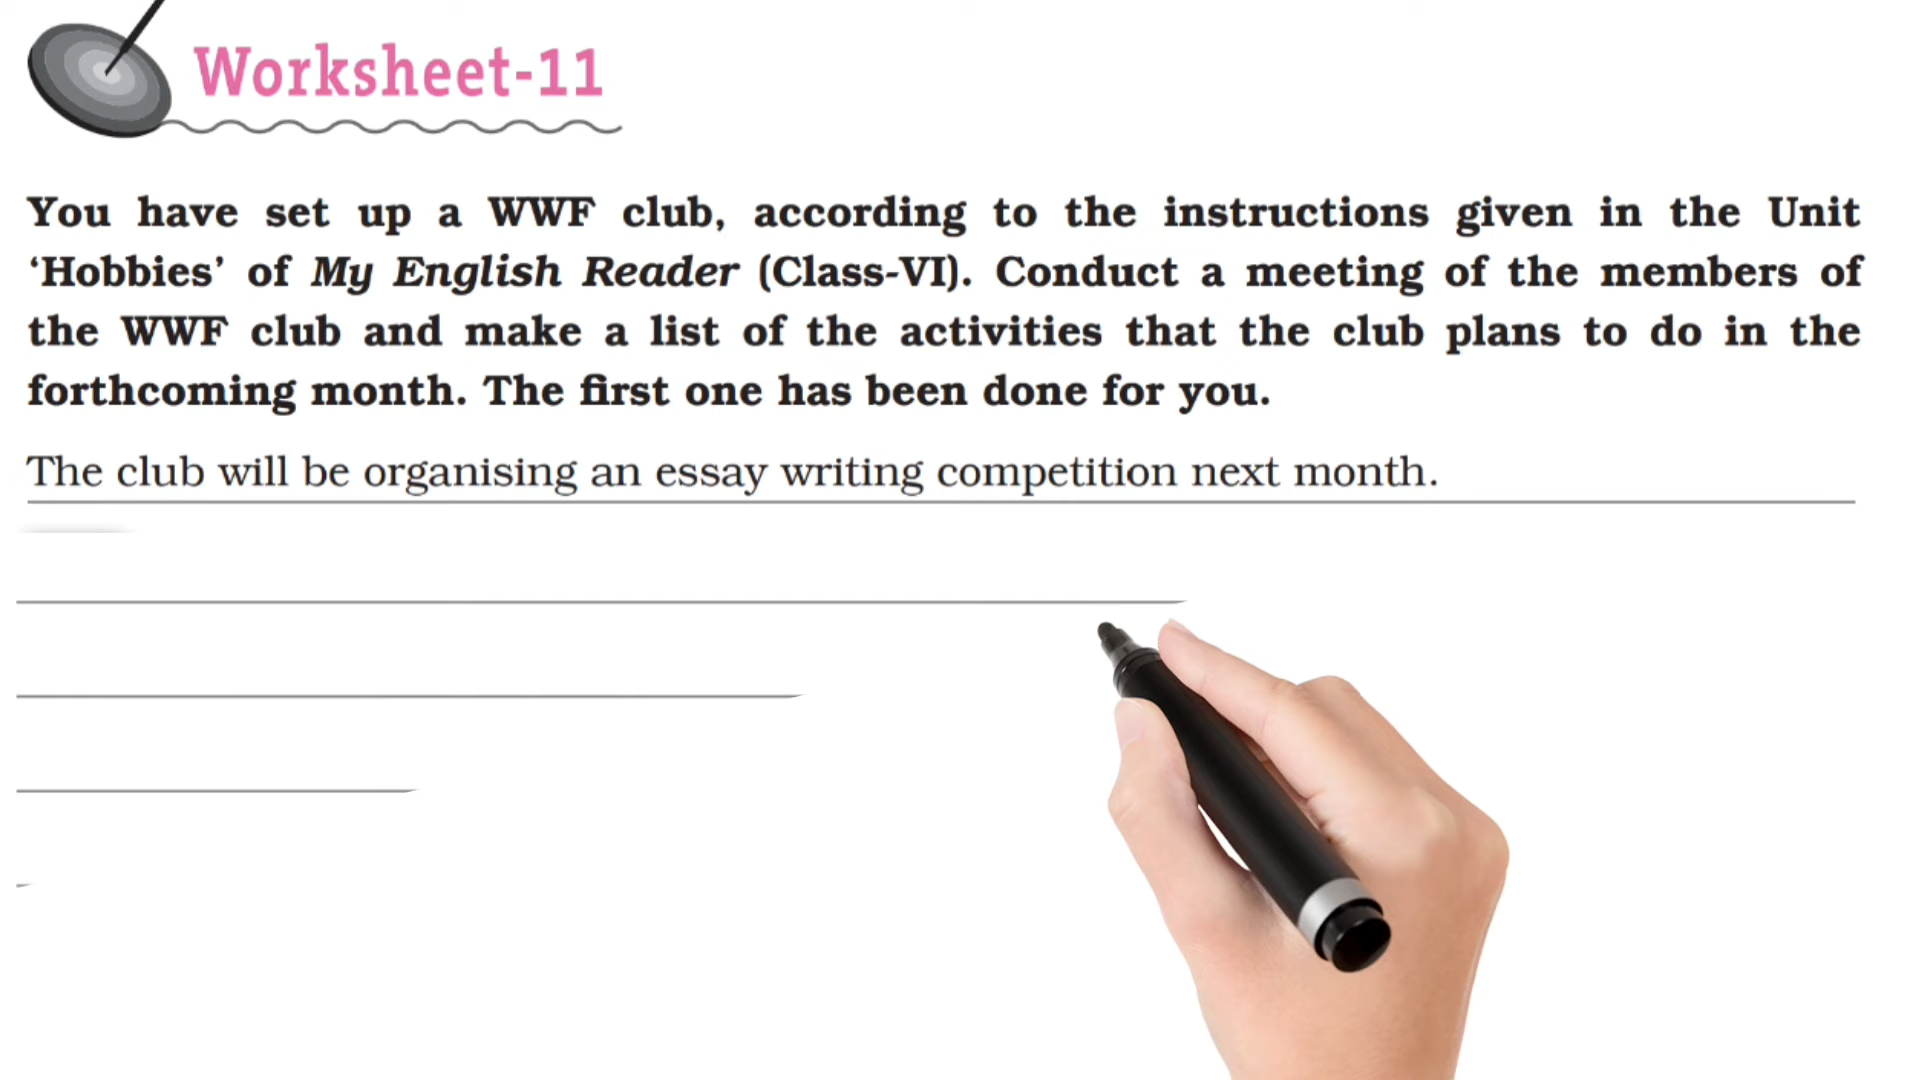 Worksheet-11
You have set up a WWF club, according to the instructions given in the Unit
‘Hobbies’ of My English Reader (Class-VI). Conduct a meeting of the members of
the WWF club and make a list of the activities that the club plans to do in the
forthcoming month. The first one has been done for you.
The club will be organising an essay writing competition next month.